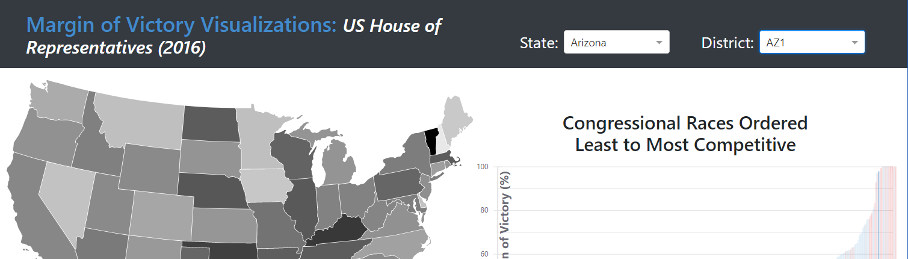 Margin of Victory Visualizations: US House of
Representatives (2016)
State: Arizona District: AZ1
Congressional Races Ordered
Least to Most Competitive
100
80
60
n of Victory (%)